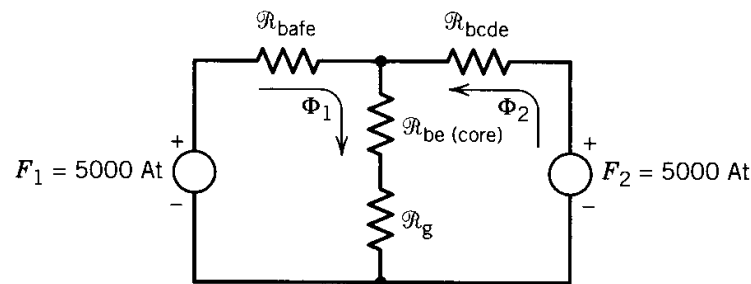 ℛbafe
ℛbcde
Φ1
Φ2
ℛbe (core)
+
+
F1 = 5000 At
F2 = 5000 At
−
−
ℛg